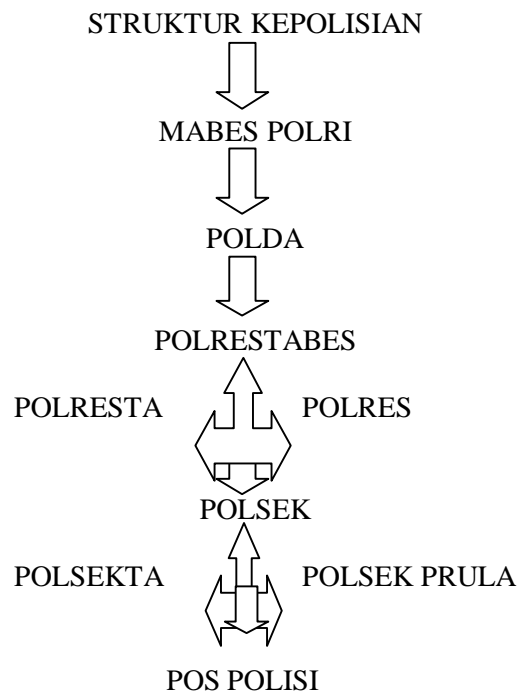 STRUKTUR KEPOLISIAN
MABES POLRI
POLDA
POLRESTABES
POLRESTA POLRES
POLSEK
POLSEKTA POLSEK PRULA
POS POLISI